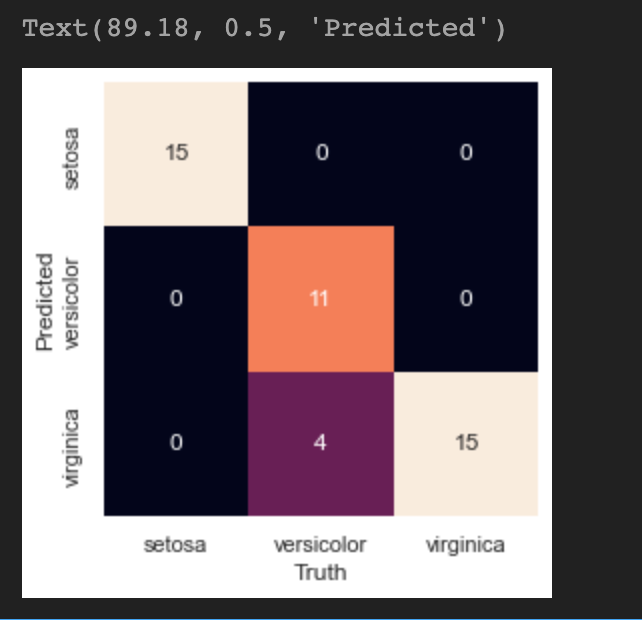 Text(89.18, 0.5, 'Predicted')
setosa
15 0 0
Predicted
versicolor
0 11 0
virginica
0 4 15
setosa versicolor virginica
Truth